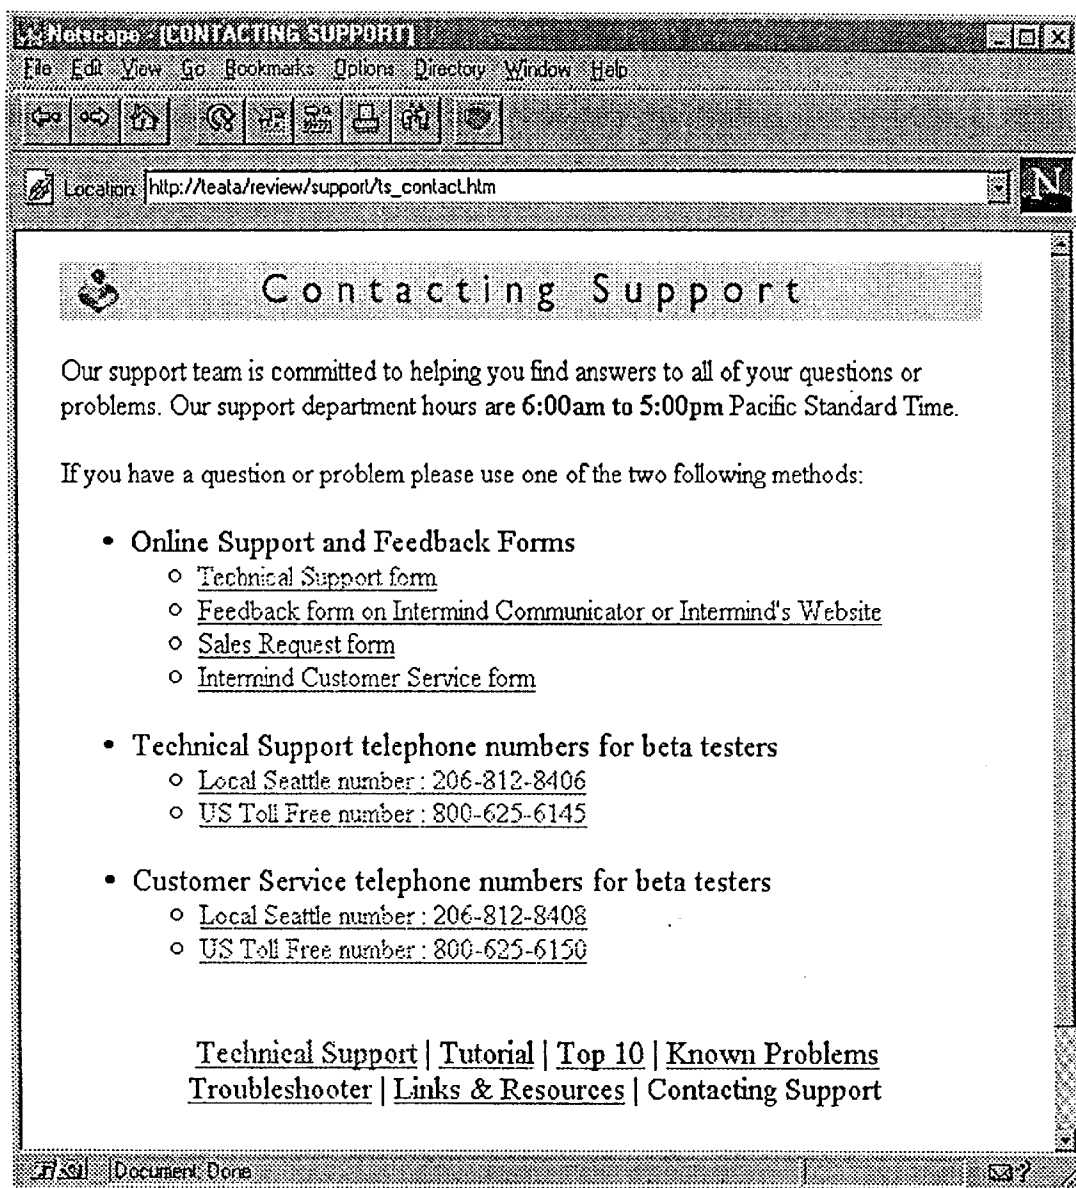 Netscape - [CONTACTING SUPPORT]
File Edit View Go Bookmarks Options Directory Window Help
Location: http://teata/review/support/ts_contact.htm
N
Contacting Support
Our support team is committed to helping you find answers to all of your questions or
problems. Our support department hours are 6:00am to 5:00pm Pacific Standard Time.
If you have a question or problem please use one of the two following methods:
• Online Support and Feedback Forms
○ Technical Support form
○ Feedback form on Intermind Communicator or Intermind's Website
○ Sales Request form
○ Intermind Customer Service form
• Technical Support telephone numbers for beta testers
○ Local Seattle number : 206-812-8406
○ US Toll Free number : 800-625-6145
• Customer Service telephone numbers for beta testers
○ Local Seattle number : 206-812-8408
○ US Toll Free number : 800-625-6150
Technical Support | Tutorial | Top 10 | Known Problems
Troubleshooter | Links & Resources | Contacting Support
Document: Done
?